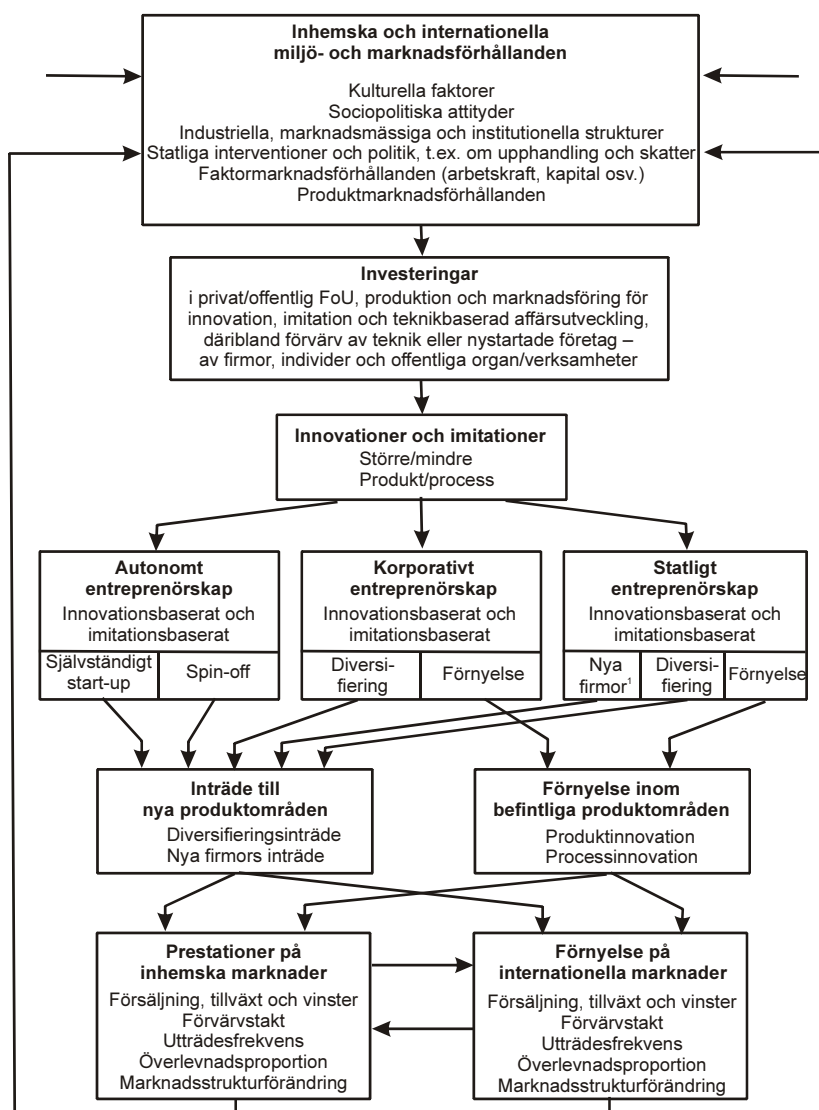 Inhemska och internationella
miljö- och marknadsförhållanden
Kulturella faktorer
Sociopolitiska attityder
Industriella, marknadsmässiga och institutionella strukturer
Statliga interventioner och politik, t.ex. om upphandling och skatter
Faktormarknadsförhållanden (arbetskraft, kapital osv.)
Produktmarknadsförhållanden
Investeringar
i privat/offentlig FoU, produktion och marknadsföring för
innovation, imitation och teknikbaserad affärsutveckling,
däribland förvärv av teknik eller nystartade företag –
av firmor, individer och offentliga organ/verksamheter
Innovationer och imitationer
Större/mindre
Produkt/process
Autonomt
entreprenörskap
Innovationsbaserat och
imitationsbaserat
Självständigt
start-up
Spin-off
Korporativt
entreprenörskap
Innovationsbaserat och
imitationsbaserat
Diversi-
fiering
Förnyelse
Statligt
entreprenörskap
Innovationsbaserat och
imitationsbaserat
Nya
firmor¹
Diversi-
fiering
Förnyelse
Inträde till
nya produktområden
Diversifieringsinträde
Nya firmors inträde
Förnyelse inom
befintliga produktområden
Produktinnovation
Processinnovation
Prestationer på
inhemska marknader
Försäljning, tillväxt och vinster
Förvärvstakt
Utträdesfrekvens
Överlevnadsproportion
Marknadsstrukturförändring
Förnyelse på
internationella marknader
Försäljning, tillväxt och vinster
Förvärvstakt
Utträdesfrekvens
Överlevnadsproportion
Marknadsstrukturförändring